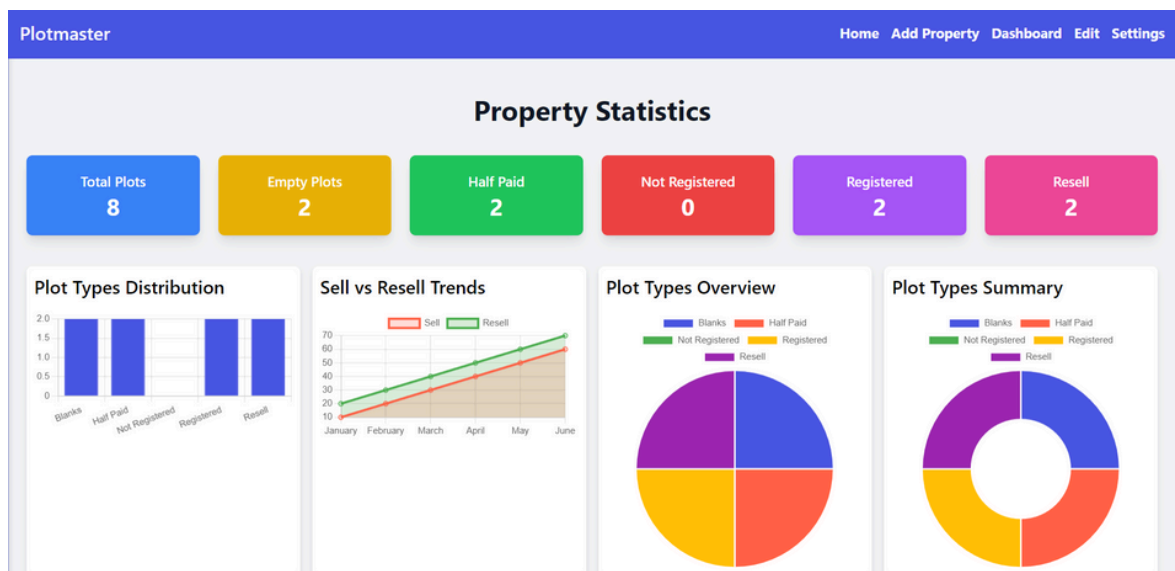 Plotmaster
Home Add Property Dashboard Edit Settings
Property Statistics
Total Plots
8
Empty Plots
2
Half Paid
2
Not Registered
0
Registered
2
Resell
2
Plot Types Distribution
2.0
1.5
1.0
0.5
0
Blanks Half Paid Not Registered Registered Resell
Sell vs Resell Trends
Sell Resell
70
60
50
40
30
20
10
January February March April May June
Plot Types Overview
Blanks Half Paid
Not Registered Registered
Resell
Plot Types Summary
Blanks Half Paid
Not Registered Registered
Resell